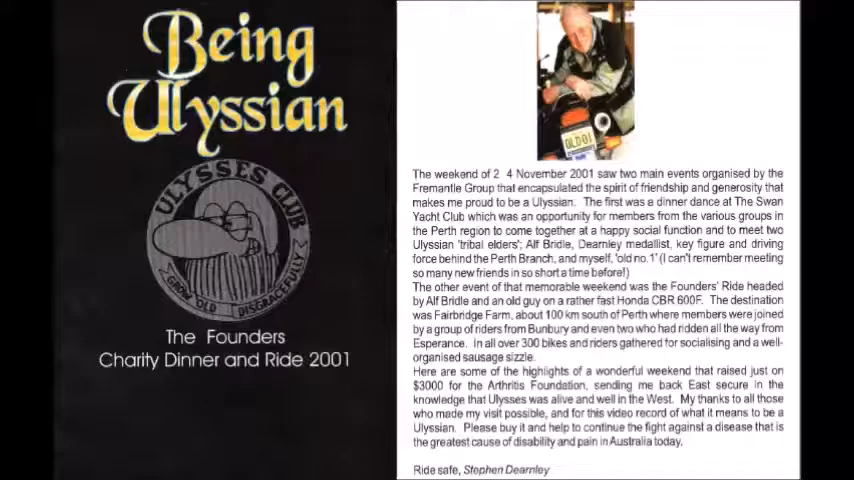 Being
Ulyssian
ULYSSES CLUB
GROW OLD DISGRACEFULLY
The Founders
Charity Dinner and Ride 2001
OLD-01
The weekend of 2 4 November 2001 saw two main events organised by the
Fremantle Group that encapsulated the spirit of friendship and generosity that
makes me proud to be a Ulyssian. The first was a dinner dance at The Swan
Yacht Club which was an opportunity for members from the various groups in
the Perth region to come together at a happy social function and to meet two
Ulyssian 'tribal elders'; Alf Bridle, Dearnley medallist, key figure and driving
force behind the Perth Branch, and myself, 'old no.1' (I can't remember meeting
so many new friends in so short a time before!)
The other event of that memorable weekend was the Founders' Ride headed
by Alf Bridle and an old guy on a rather fast Honda CBR 600F. The destination
was Fairbridge Farm, about 100 km south of Perth where members were joined
by a group of riders from Bunbury and even two who had ridden all the way from
Esperance. In all over 300 bikes and riders gathered for socialising and a well-
organised sausage sizzle.
Here are some of the highlights of a wonderful weekend that raised just on
$3000 for the Arthritis Foundation, sending me back East secure in the
knowledge that Ulysses was alive and well in the West. My thanks to all those
who made my visit possible, and for this video record of what it means to be a
Ulyssian. Please buy it and help to continue the fight against a disease that is
the greatest cause of disability and pain in Australia today.
Ride safe, Stephen Dearnley